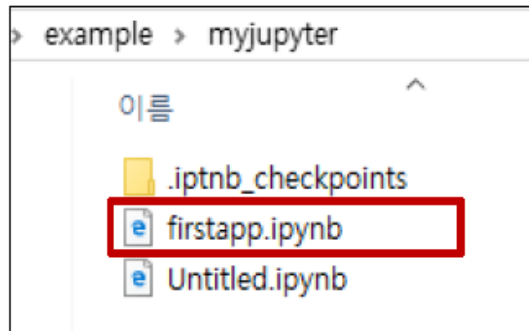 › example › myjupyter
이름
.iptnb_checkpoints
firstapp.ipynb
Untitled.ipynb